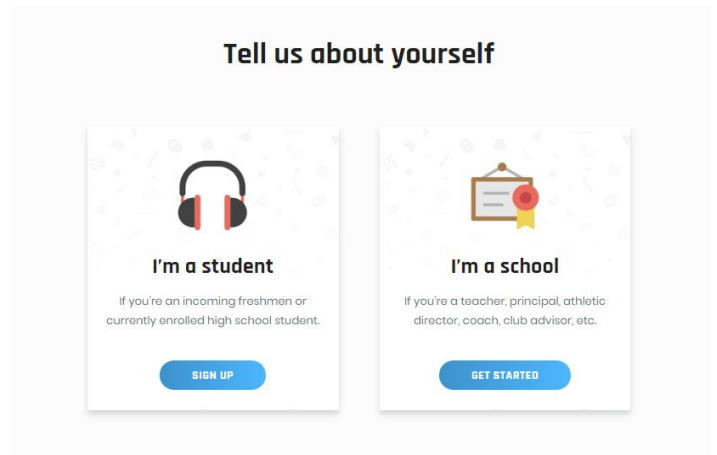 Tell us about yourself
I'm a student
If you're an incoming freshmen or
currently enrolled high school student.
SIGN UP
I'm a school
If you're a teacher, principal, athletic
director, coach, club advisor, etc.
GET STARTED